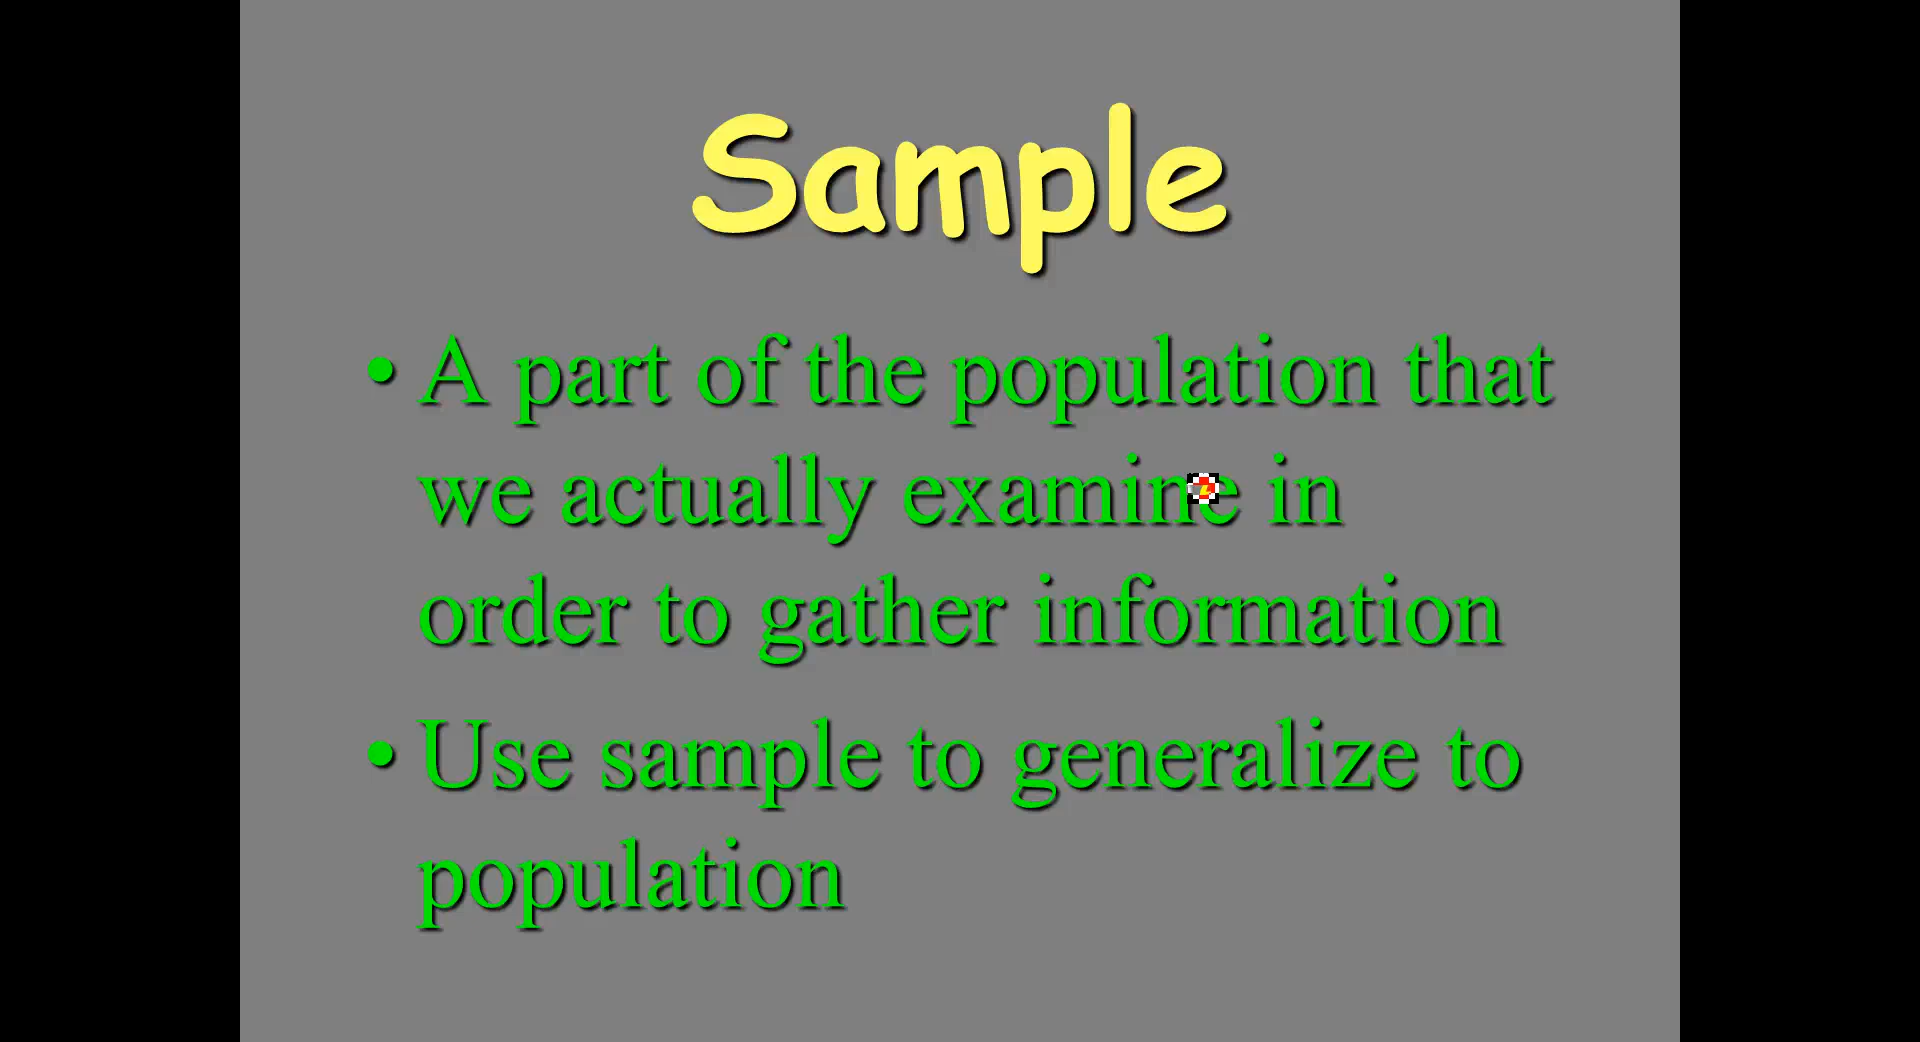 Sample
• A part of the population that
we actually examine in
order to gather information
• Use sample to generalize to
population